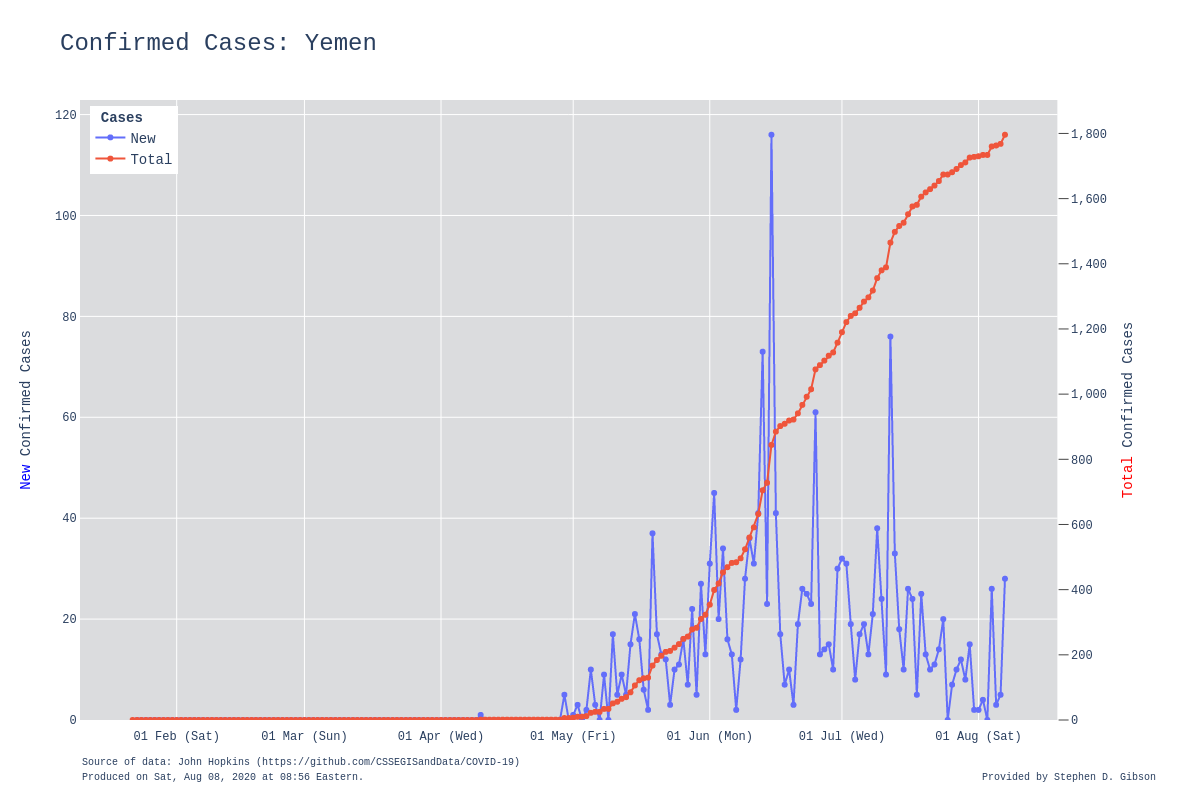 Confirmed Cases: Yemen
Cases
New
Total
120
100
80
60
40
20
0
1,800
1,600
1,400
1,200
1,000
800
600
400
200
0
New Confirmed Cases
Total Confirmed Cases
01 Feb (Sat) 01 Mar (Sun) 01 Apr (Wed) 01 May (Fri) 01 Jun (Mon) 01 Jul (Wed) 01 Aug (Sat)
Source of data: John Hopkins (https://github.com/CSSEGISandData/COVID-19)
Produced on Sat, Aug 08, 2020 at 08:56 Eastern.
Provided by Stephen D. Gibson